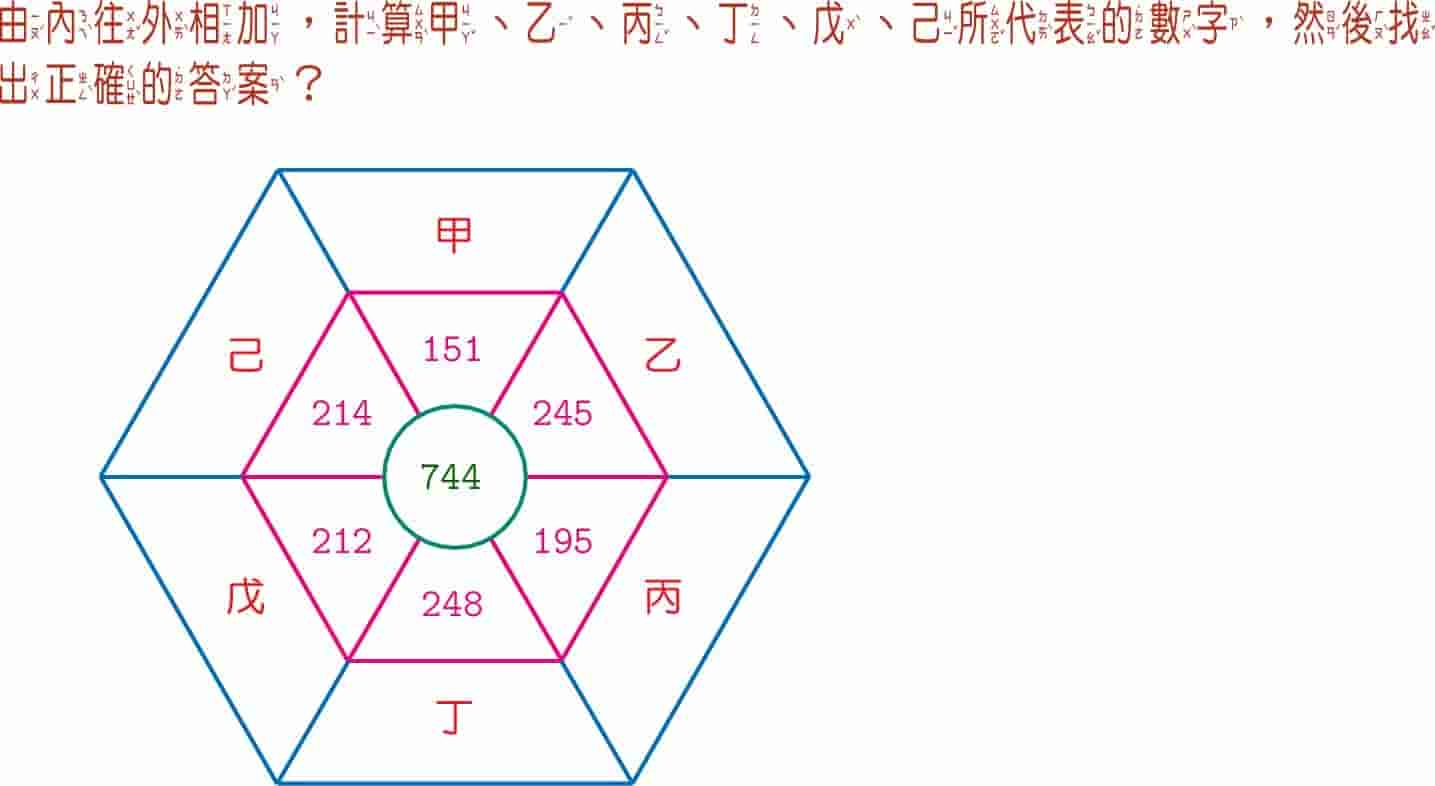 由內往外相加，計算甲、乙、丙、丁、戊、己所代表的數字，然後找
出正確的答案？
甲
己
151
乙
214
245
744
212
195
戊
248
丙
丁